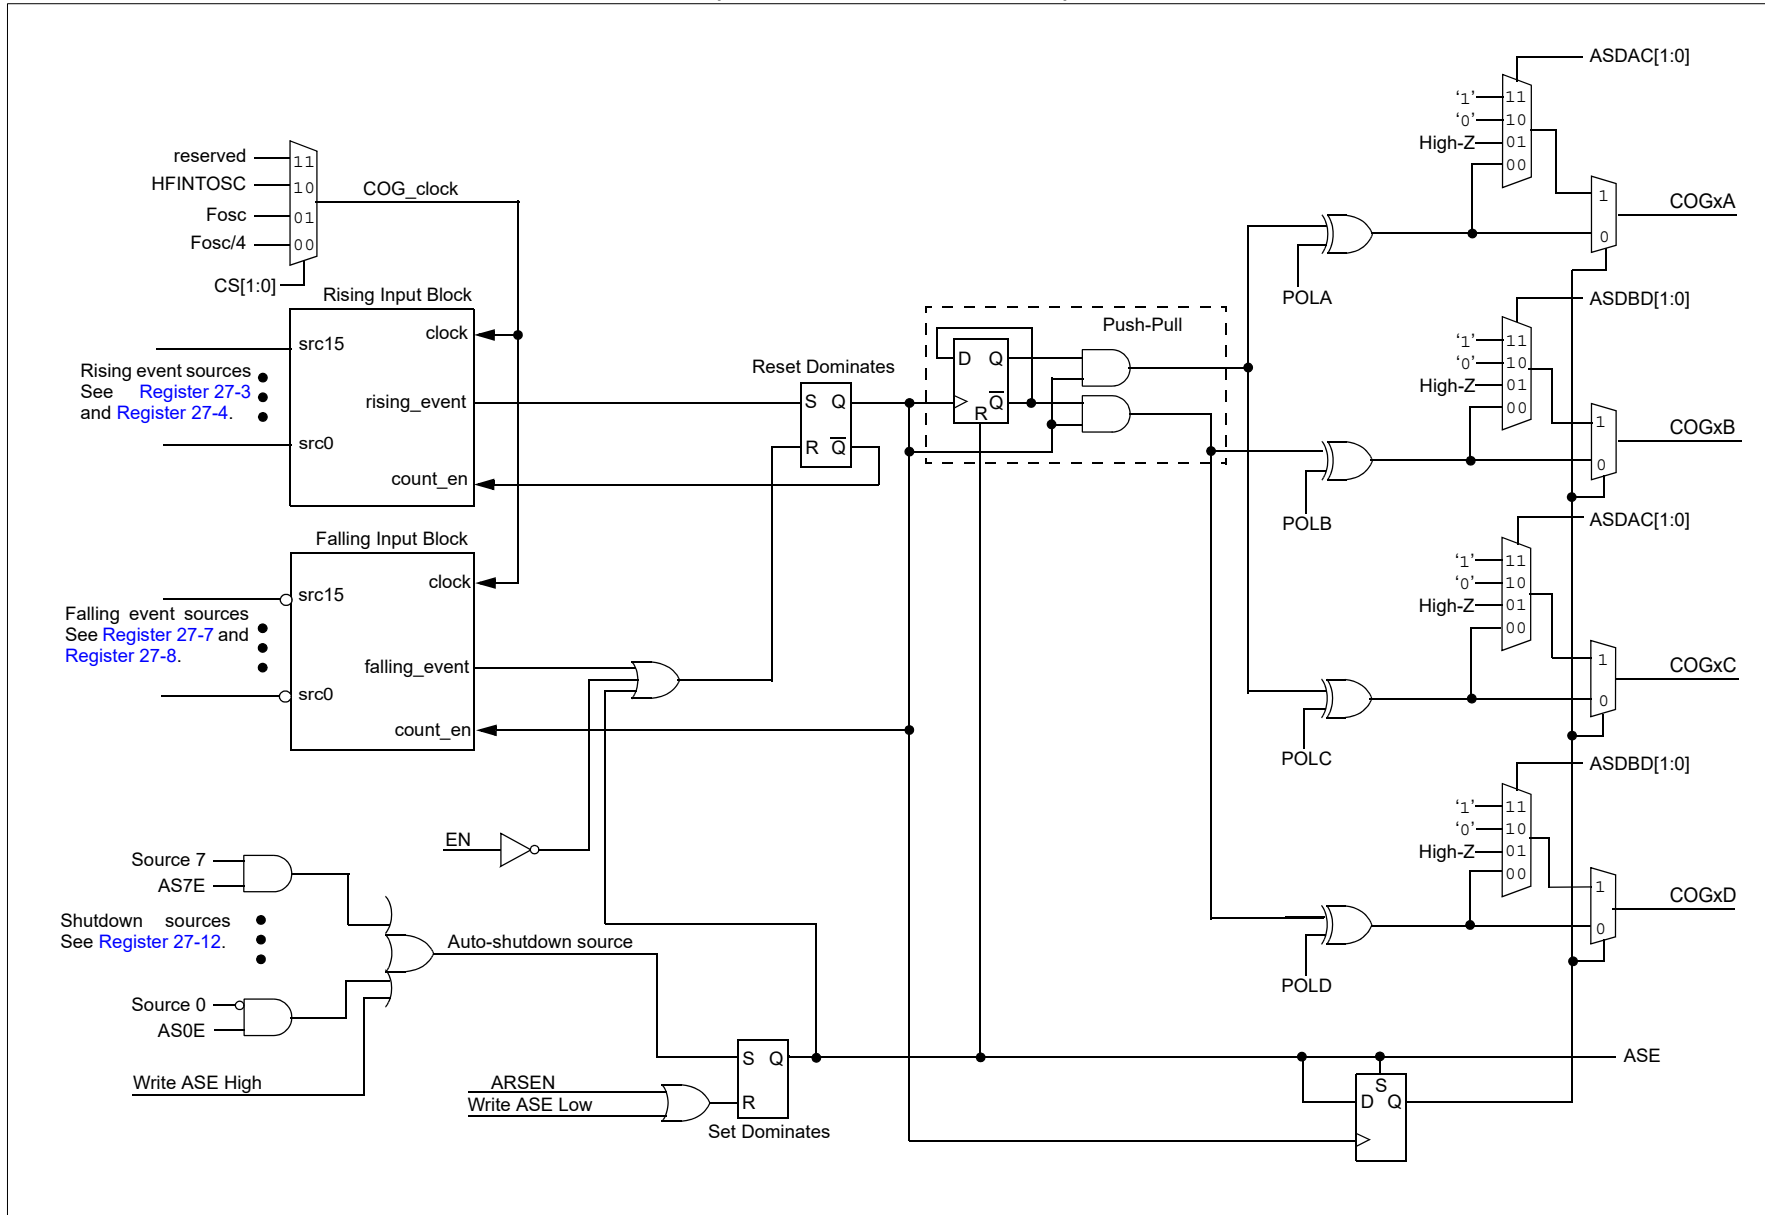 ASDAC[1:0]
'1' 11
'0' 10
High-Z 01
00
1
0
COGxA
POLA
reserved 11
HFINTOSC 10
Fosc 01
Fosc/4 00
CS[1:0]
COG_clock
Rising Input Block
clock
src15
Rising event sources
See Register 27-3
and Register 27-4.
rising_event
src0
count_en
Reset Dominates
S Q
R Q
Push-Pull
D Q
Q
R
ASDBD[1:0]
'1' 11
'0' 10
High-Z 01
00
1
0
COGxB
POLB
Falling Input Block
clock
src15
Falling event sources
See Register 27-7 and
Register 27-8.
falling_event
src0
count_en
ASDAC[1:0]
'1' 11
'0' 10
High-Z 01
00
1
0
COGxC
POLC
EN
Source 7
AS7E
Shutdown sources
See Register 27-12.
Source 0
AS0E
Write ASE High
Auto-shutdown source
ARSEN
Write ASE Low
S Q
R
Set Dominates
ASDBD[1:0]
'1' 11
'0' 10
High-Z 01
00
1
0
COGxD
POLD
ASE
S
D Q